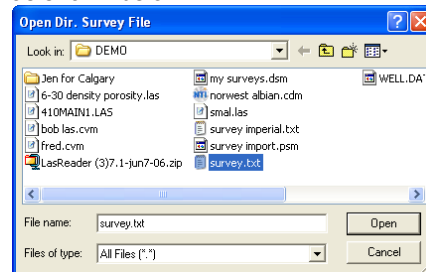 Open Dir. Survey File
Look in: DEMO
Jen for Calgary
6-30 density porosity.las
410MAIN1.LAS
bob las.cvm
fred.cvm
LasReader (3)7.1-jun7-06.zip
my surveys.dsm
norwest albian.cdm
smal.las
survey imperial.txt
survey import.psm
survey.txt
WELL.DA
File name: survey.txt Open
Files of type: All Files (*.*) Cancel